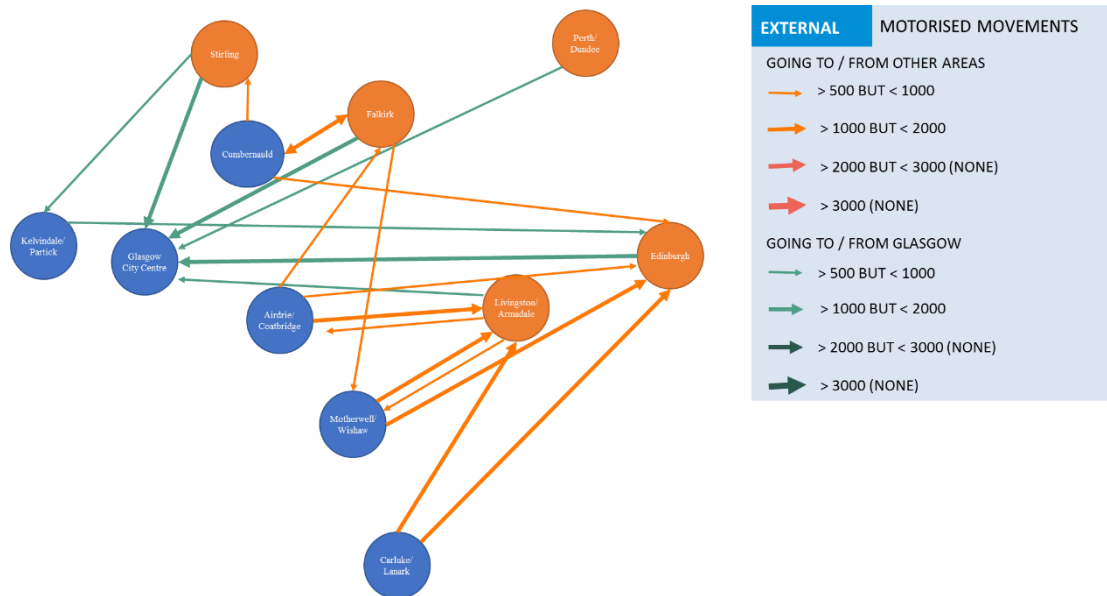 Stirling
Perth/
Dundee
Falkirk
Cumbernauld
Kelvindale/
Partick
Glasgow
City Centre
Edinburgh
Airdrie/
Coatbridge
Livingston/
Armadale
Motherwell/
Wishaw
Carluke/
Lanark
EXTERNAL MOTORISED MOVEMENTS
GOING TO / FROM OTHER AREAS
> 500 BUT < 1000
> 1000 BUT < 2000
> 2000 BUT < 3000 (NONE)
> 3000 (NONE)
GOING TO / FROM GLASGOW
> 500 BUT < 1000
> 1000 BUT < 2000
> 2000 BUT < 3000 (NONE)
> 3000 (NONE)